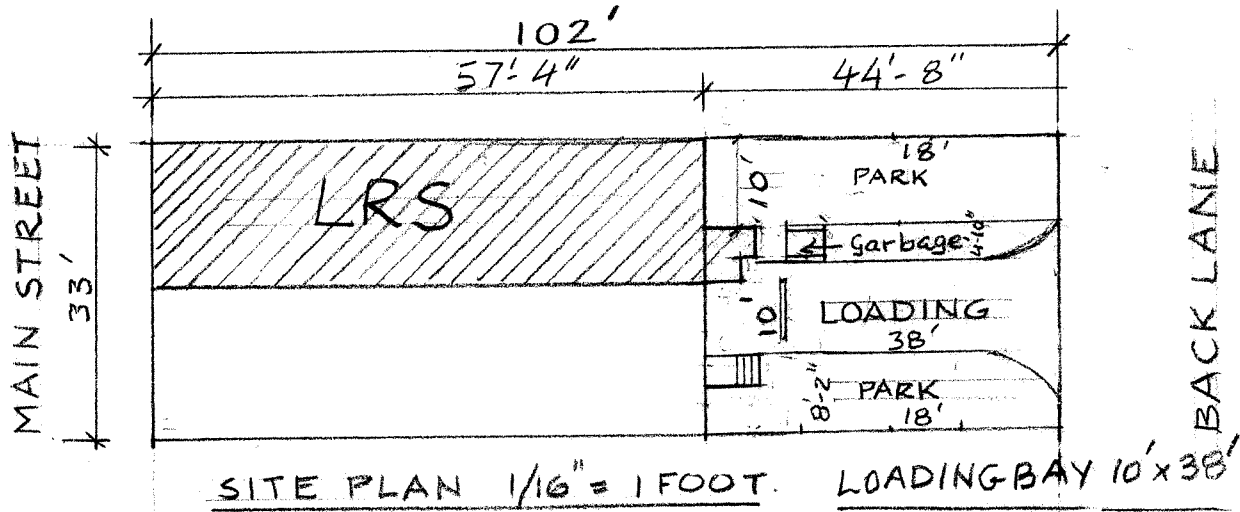 102'
57'-4" 44'-8"
MAIN STREET
33'
LRS
10'
18'
PARK
Garbage
4'-10"
10'
LOADING
38'
8'-2"
PARK
18'
BACK LANE
SITE PLAN 1/16" = 1 FOOT. LOADING BAY 10' x 38'